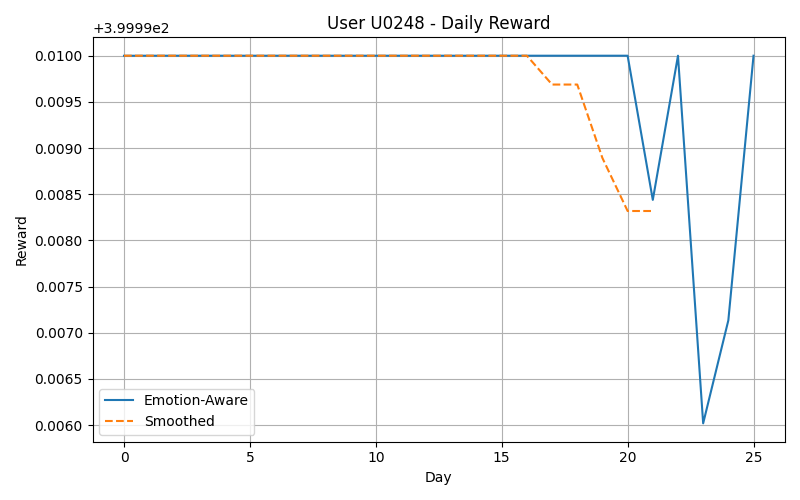 User U0248 - Daily Reward
+3.9999e2
0.0100
0.0095
0.0090
0.0085
0.0080
0.0075
0.0070
0.0065
0.0060
Reward
Emotion-Aware
Smoothed
0 5 10 15 20 25
Day